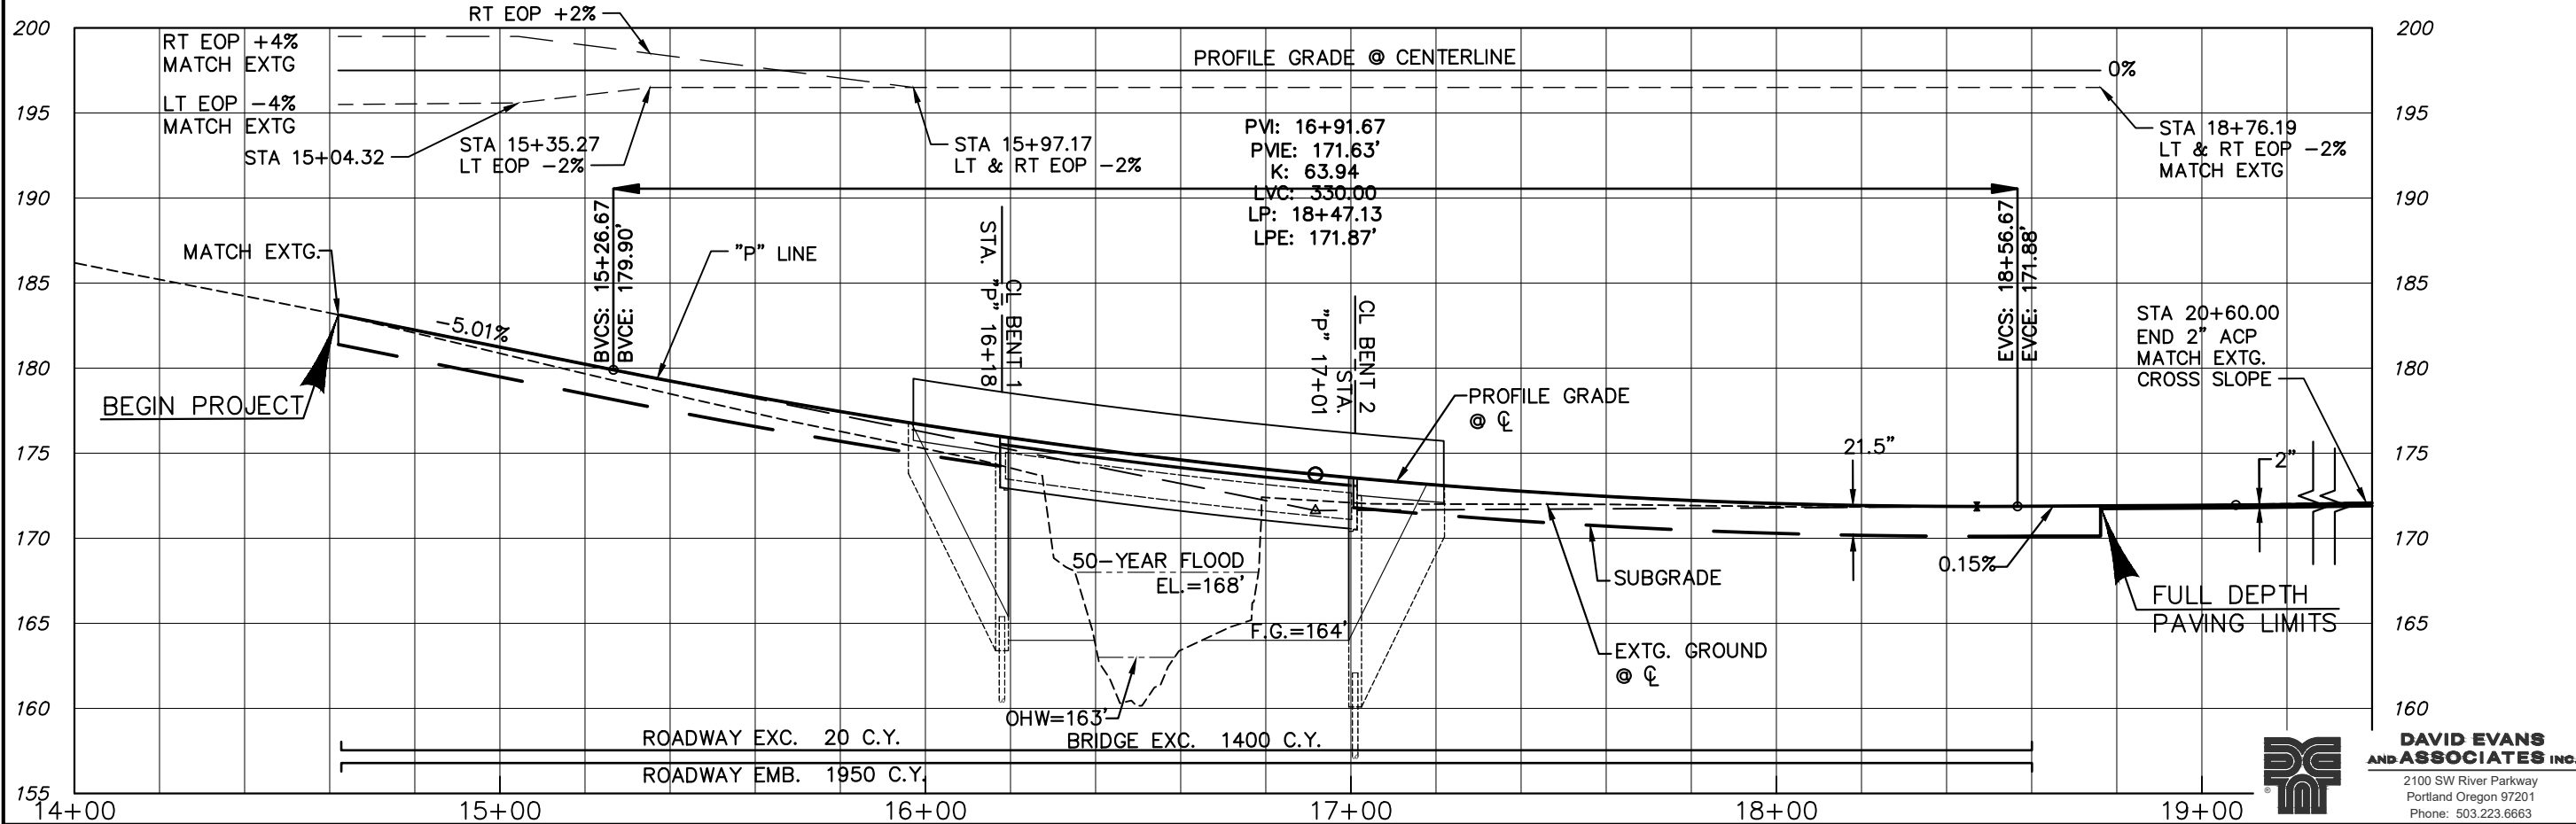 RT EOP +2%
200
200
RT EOP +4%
MATCH EXTG
PROFILE GRADE @ CENTERLINE
0%
LT EOP -4%
MATCH EXTG
195
195
STA 15+04.32
STA 15+35.27
LT EOP -2%
STA 15+97.17
LT & RT EOP -2%
PVI: 16+91.67
PVIE: 171.63'
K: 63.94
LVC: 330.00
LP: 18+47.13
LPE: 171.87'
STA 18+76.19
LT & RT EOP -2%
MATCH EXTG
190
190
MATCH EXTG.
"P" LINE
BVCS: 15+26.67
BVCE: 179.90'
CL BENT 1
STA. "P" 16+18
CL BENT 2
STA.
"P" 17+01
EVCS: 18+56.67
EVCE: 171.88'
185
185
-5.01%
STA 20+60.00
END 2" ACP
MATCH EXTG.
CROSS SLOPE
180
180
BEGIN PROJECT
PROFILE GRADE
@ ℄
175
175
21.5"
2"
170
170
50-YEAR FLOOD
EL.=168'
SUBGRADE
0.15%
FULL DEPTH
PAVING LIMITS
165
165
F.G.=164'
EXTG. GROUND
@ ℄
160
160
OHW=163'
ROADWAY EXC. 20 C.Y.
BRIDGE EXC. 1400 C.Y.
ROADWAY EMB. 1950 C.Y.
155
14+00
15+00
16+00
17+00
18+00
19+00
DAVID EVANS
AND ASSOCIATES INC.
2100 SW River Parkway
Portland Oregon 97201
Phone: 503.223.6663
®